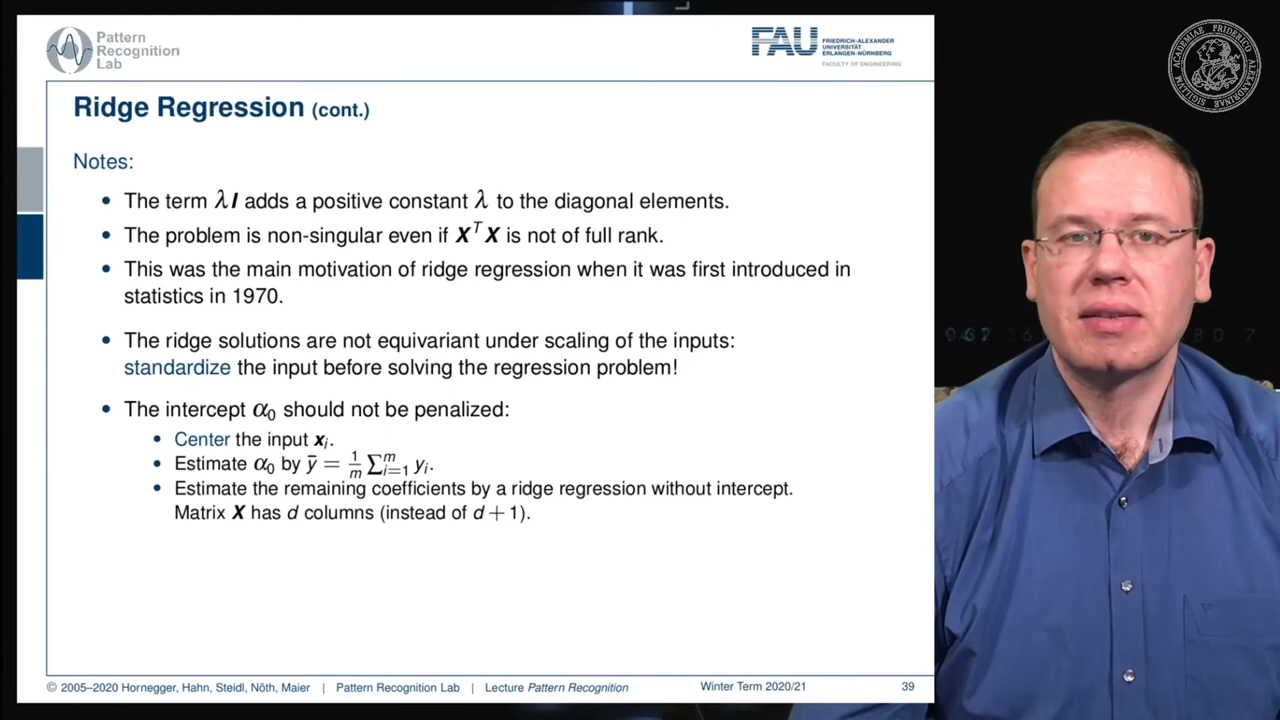 Pattern
Recognition
Lab
FAU
FRIEDRICH-ALEXANDER
UNIVERSITÄT
ERLANGEN-NÜRNBERG
FACULTY OF ENGINEERING
Ridge Regression (cont.)
Notes:
• The term λI adds a positive constant λ to the diagonal elements.
• The problem is non-singular even if XᵀX is not of full rank.
• This was the main motivation of ridge regression when it was first introduced in
statistics in 1970.
• The ridge solutions are not equivariant under scaling of the inputs:
standardize the input before solving the regression problem!
• The intercept α₀ should not be penalized:
• Center the input xᵢ.
• Estimate α₀ by ȳ = 1/m ∑ᵢ₌₁ᵐ yᵢ.
• Estimate the remaining coefficients by a ridge regression without intercept.
Matrix X has d columns (instead of d + 1).
© 2005–2020 Hornegger, Hahn, Steidl, Nöth, Maier | Pattern Recognition Lab | Lecture Pattern Recognition Winter Term 2020/21 39